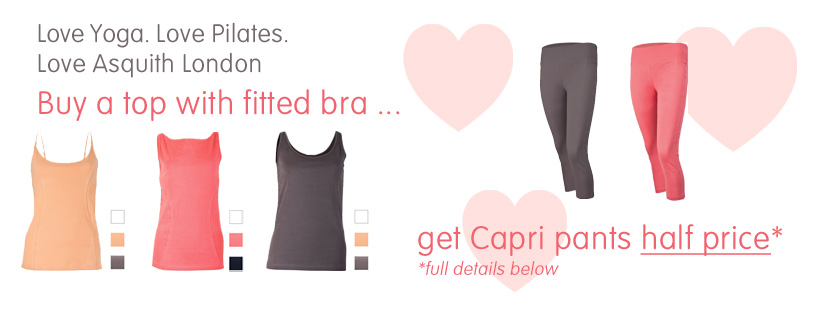 Love Yoga. Love Pilates.
Love Asquith London
Buy a top with fitted bra ...
get Capri pants half price*
*full details below